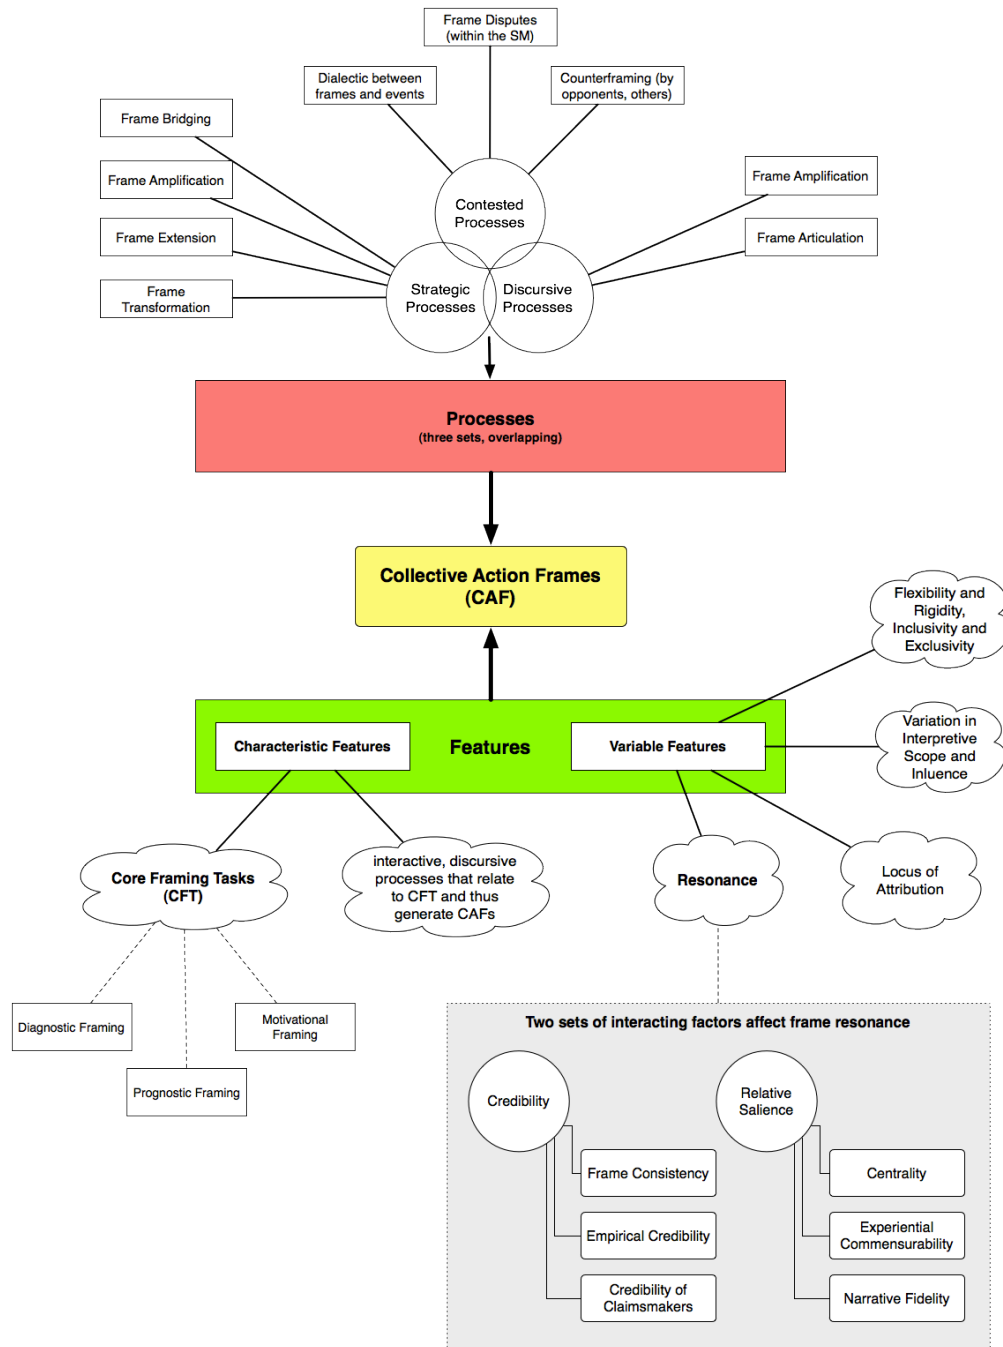 Frame Disputes
(within the SM)
Dialectic between
frames and events
Counterframing (by
opponents, others)
Frame Bridging
Frame Amplification
Frame Extension
Frame
Transformation
Frame Amplification
Frame Articulation
Contested
Processes
Strategic
Processes
Discursive
Processes
Processes
(three sets, overlapping)
Collective Action Frames
(CAF)
Flexibility and
Rigidity,
Inclusivity and
Exclusivity
Characteristic Features
Features
Variable Features
Variation in
Interpretive
Scope and
Inluence
Core Framing Tasks
(CFT)
interactive, discursive
processes that relate
to CFT and thus
generate CAFs
Resonance
Locus of
Attribution
Diagnostic Framing
Motivational
Framing
Prognostic Framing
Two sets of interacting factors affect frame resonance
Credibility
Frame Consistency
Empirical Credibility
Credibility of
Claimsmakers
Relative
Salience
Centrality
Experiential
Commensurability
Narrative Fidelity